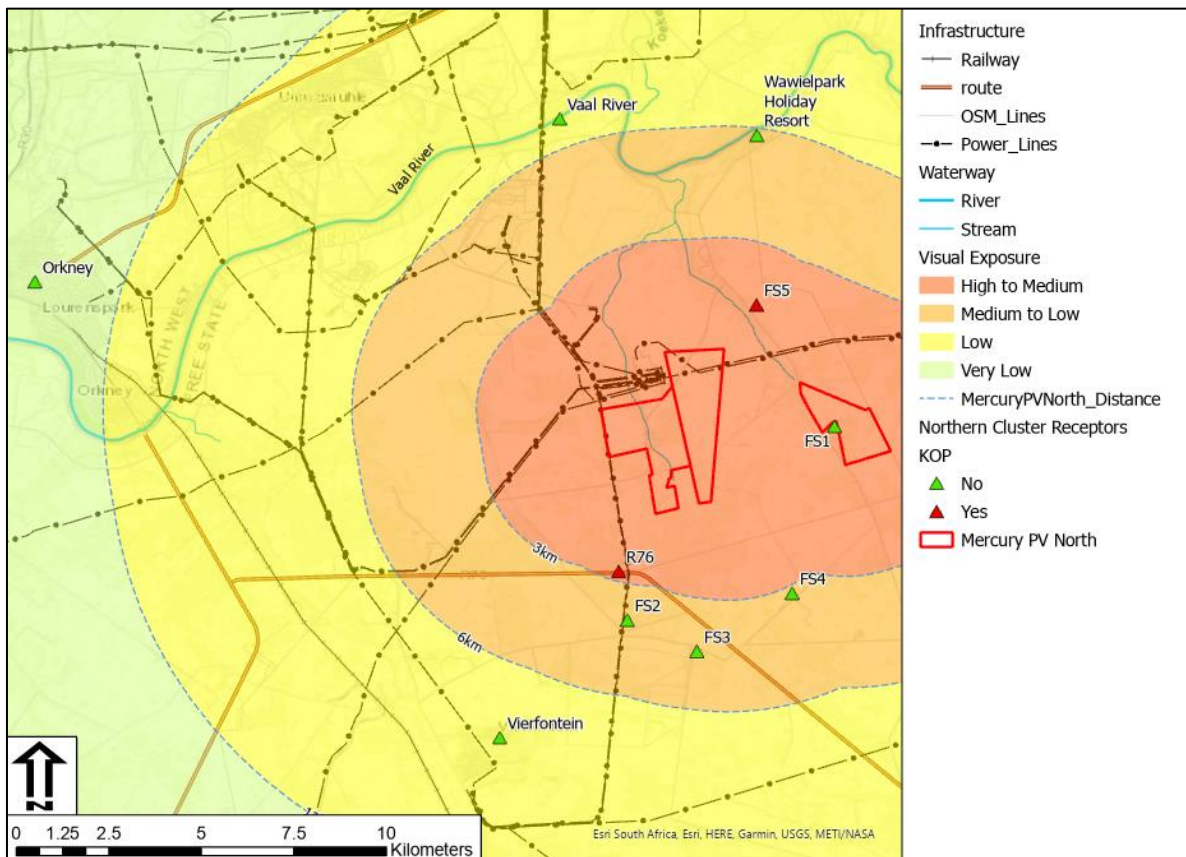 Vaal River
Wawielpark
Holiday
Resort
Vaal River
Orkney
Lourenspark
NORTH WEST
FREE STATE
Orkney
FS5
FS1
3km
R76
FS4
FS2
FS3
6km
Vierfontein
N
0 1.25 2.5 5 7.5 10
Kilometers
Esri South Africa, Esri, HERE, Garmin, USGS, METI/NASA
Infrastructure
Railway
route
OSM_Lines
Power_Lines
Waterway
River
Stream
Visual Exposure
High to Medium
Medium to Low
Low
Very Low
MercuryPVNorth_Distance
Northern Cluster Receptors
KOP
No
Yes
Mercury PV North